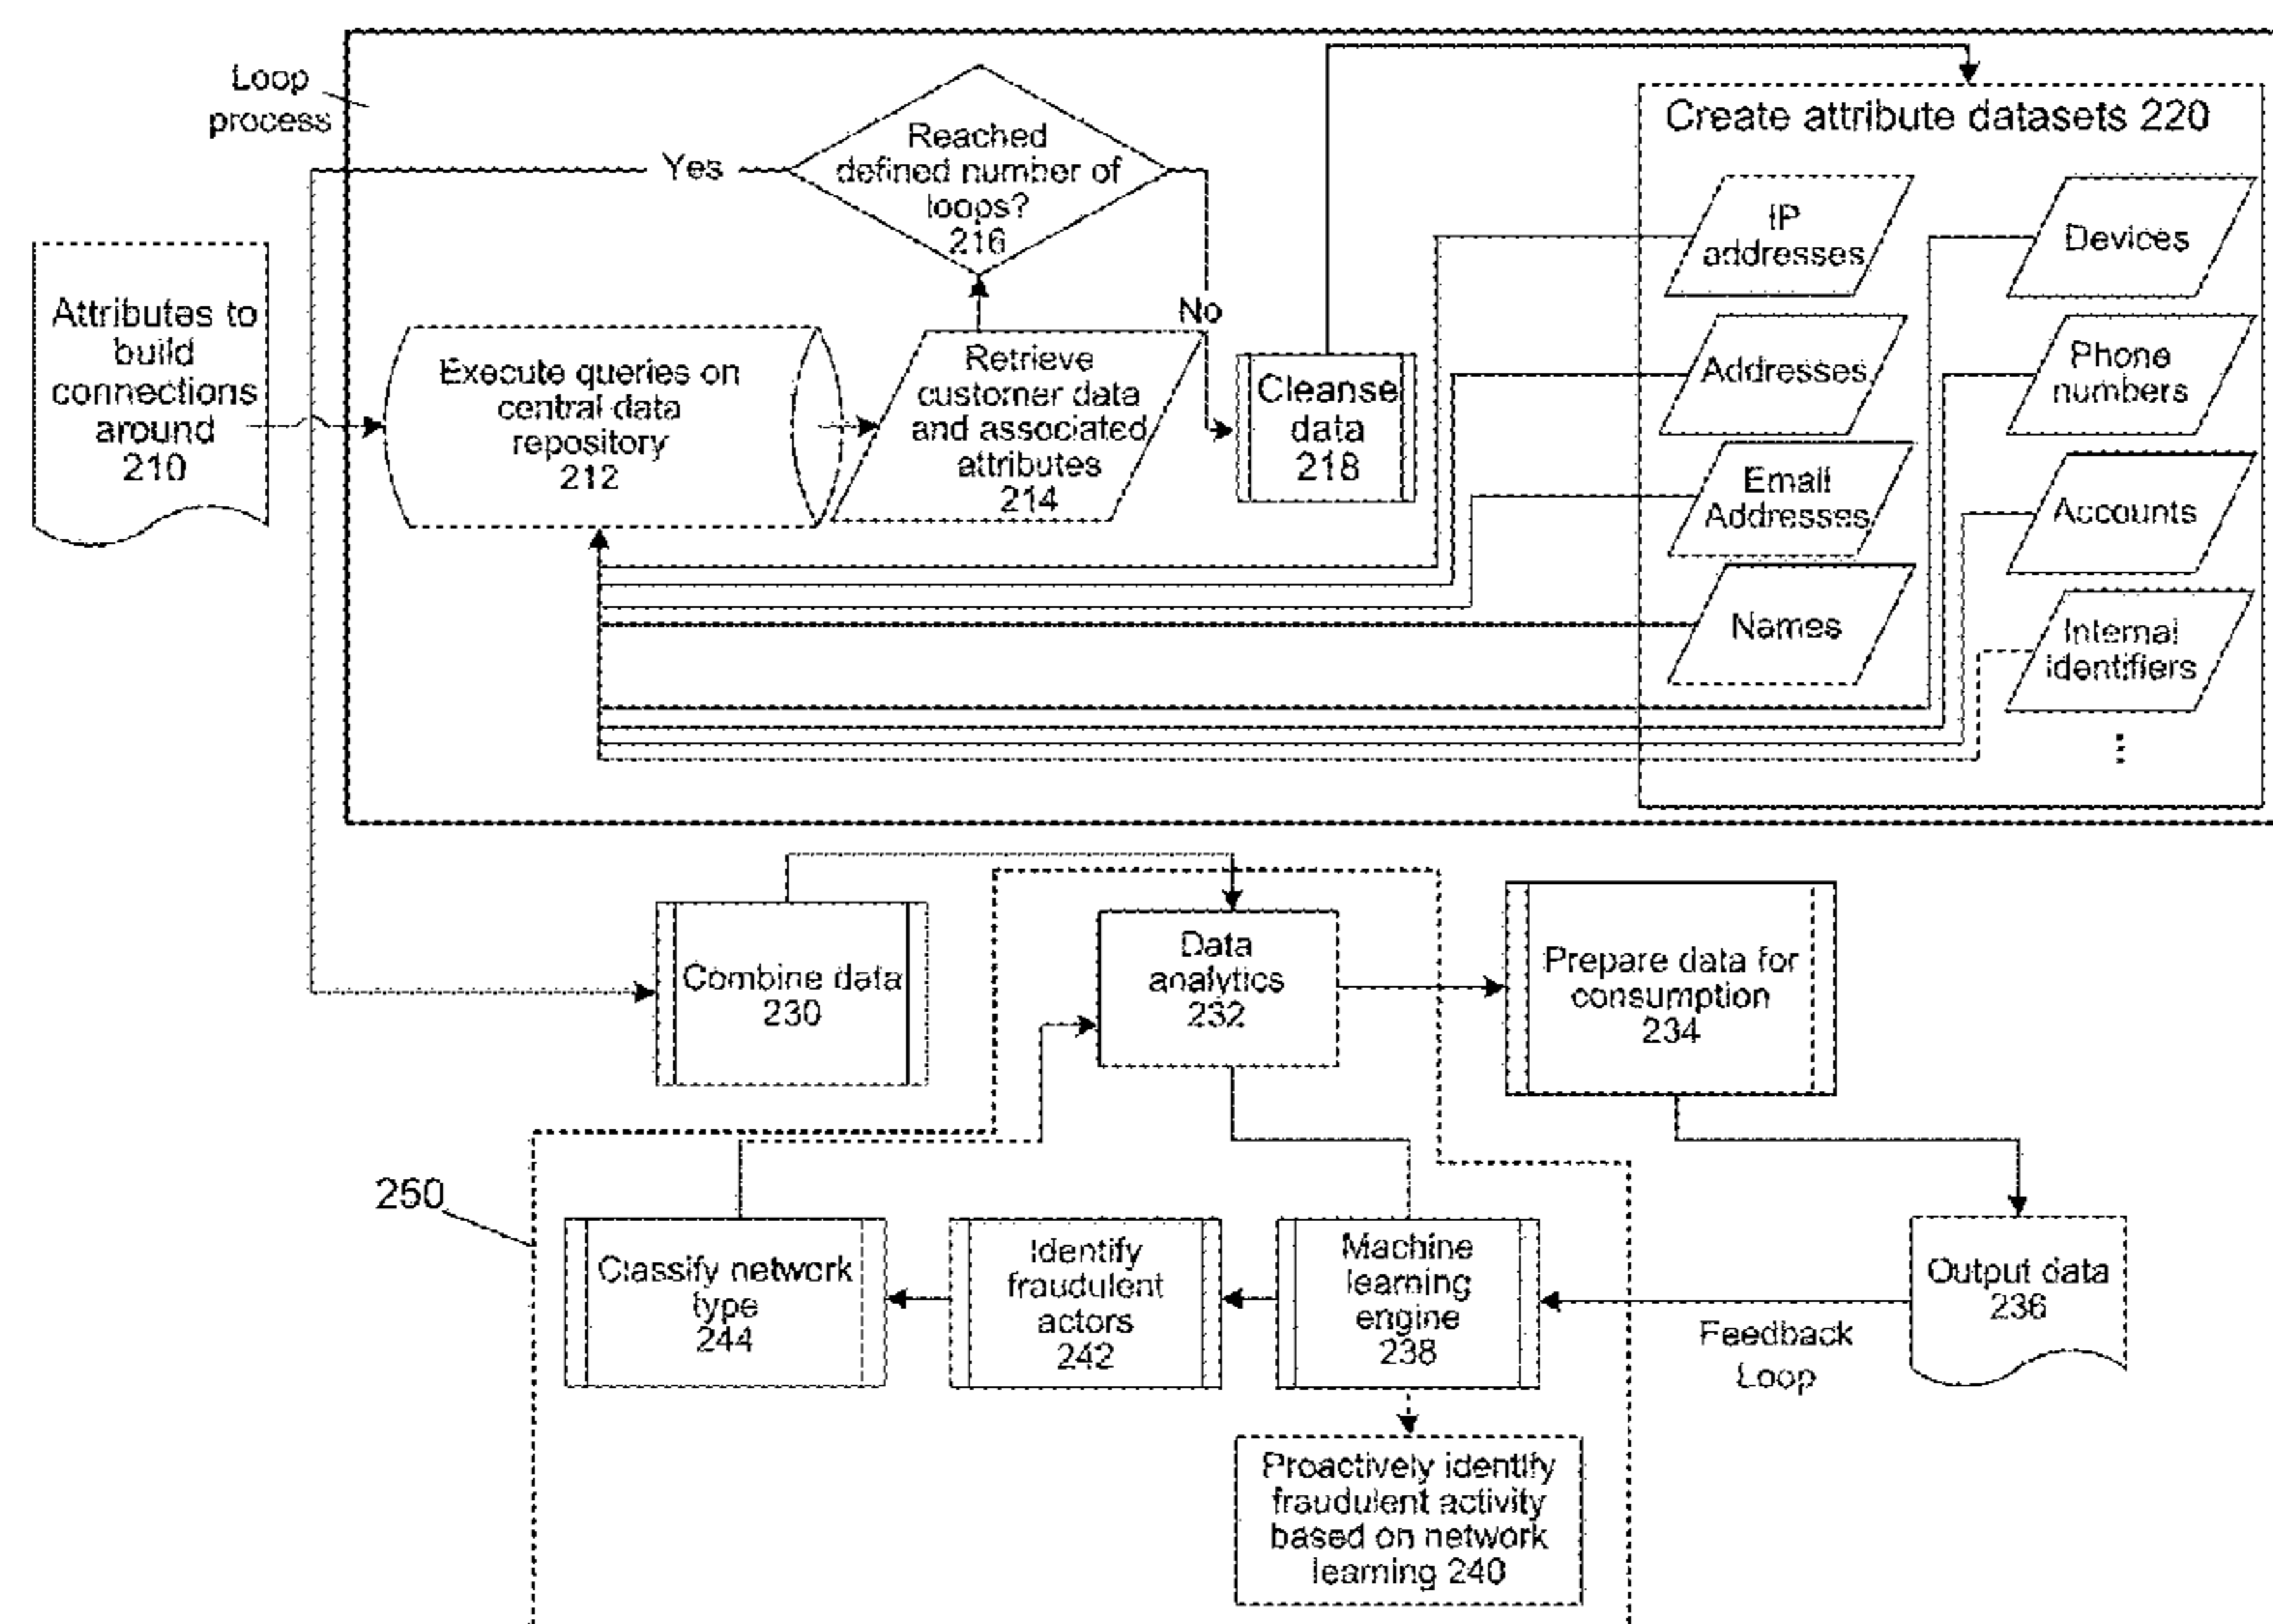 Loop
process
Reached
defined number of
loops?
216
Yes
No
Attributes to
build
connections
around
210
Execute queries on
central data
repository
212
Retrieve
customer data
and associated
attributes
214
Cleanse
data
218
Create attribute datasets 220
IP
addresses
Devices
Addresses
Phone
numbers
Email
Addresses
Accounts
Names
Internal
identifiers
Combine data
230
Data
analytics
232
Prepare data for
consumption
234
250
Classify network
type
244
Identify
fraudulent
actors
242
Machine
learning
engine
238
Feedback
Loop
Output data
236
Proactively identify
fraudulent activity
based on network
learning 240